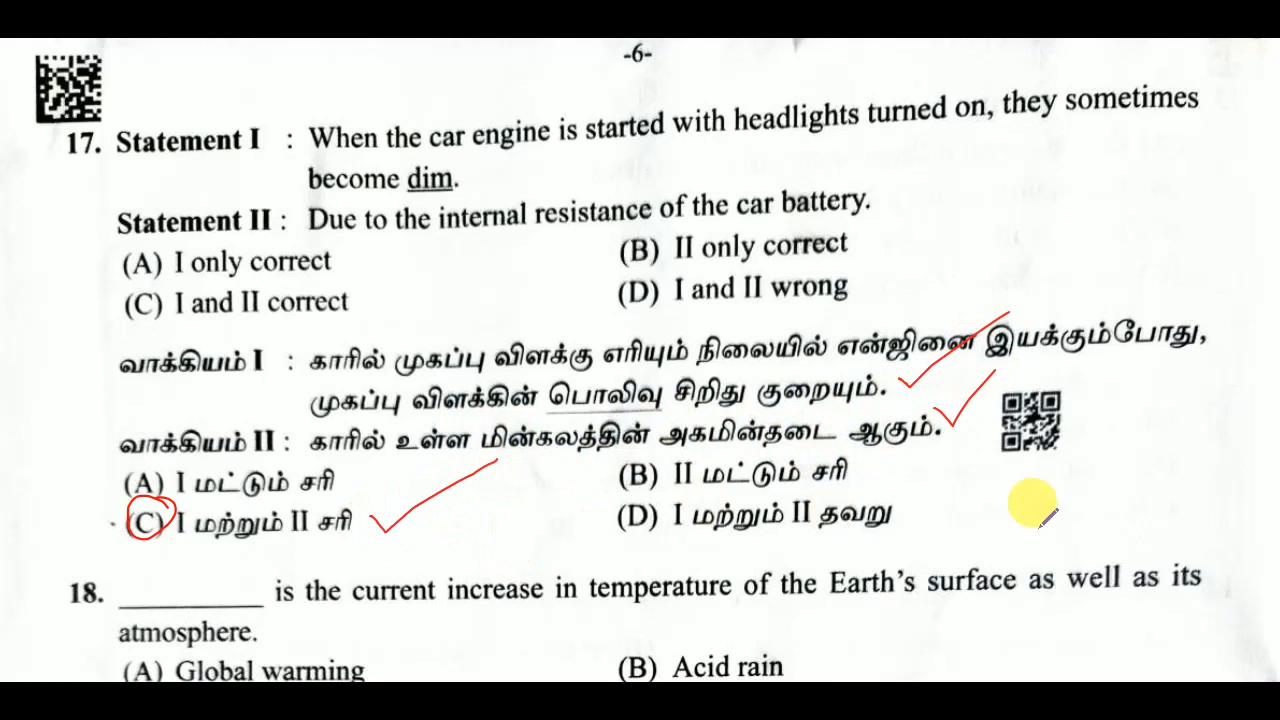 -6-
17. Statement I : When the car engine is started with headlights turned on, they sometimes
become dim.
Statement II : Due to the internal resistance of the car battery.
(A) I only correct (B) II only correct
(C) I and II correct (D) I and II wrong
வாக்கியம் I : காரில் முகப்பு விளக்கு எரியும் நிலையில் என்ஜினை இயக்கும்போது,
முகப்பு விளக்கின் பொலிவு சிறிது குறையும்.
வாக்கியம் II : காரில் உள்ள மின்கலத்தின் அகமின்தடை ஆகும்.
(A) I மட்டும் சரி (B) II மட்டும் சரி
(C) I மற்றும் II சரி (D) I மற்றும் II தவறு
18. __________ is the current increase in temperature of the Earth's surface as well as its
atmosphere.
(A) Global warming (B) Acid rain